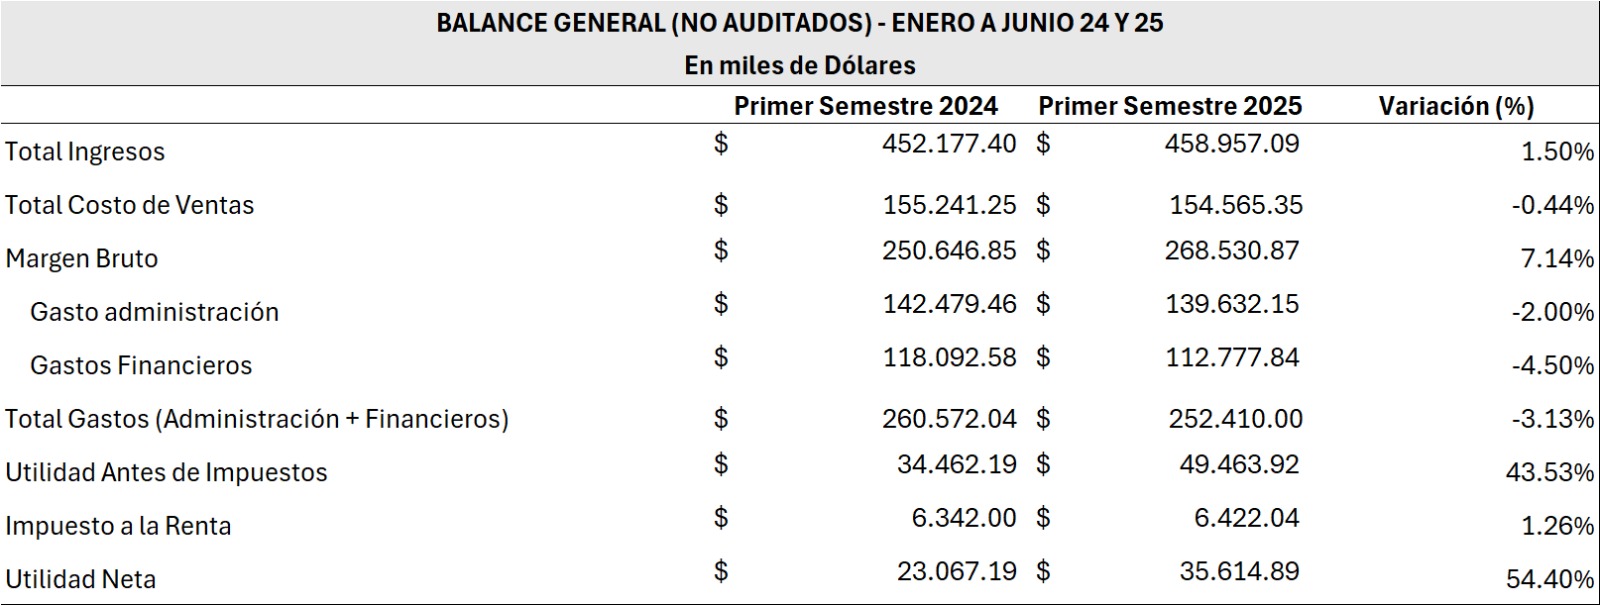 BALANCE GENERAL (NO AUDITADOS) - ENERO A JUNIO 24 Y 25
En miles de Dólares
Primer Semestre 2024 Primer Semestre 2025 Variación (%)
Total Ingresos $ 452.177.40 $ 458.957.09 1.50%
Total Costo de Ventas $ 155.241.25 $ 154.565.35 -0.44%
Margen Bruto $ 250.646.85 $ 268.530.87 7.14%
Gasto administración $ 142.479.46 $ 139.632.15 -2.00%
Gastos Financieros $ 118.092.58 $ 112.777.84 -4.50%
Total Gastos (Administración + Financieros) $ 260.572.04 $ 252.410.00 -3.13%
Utilidad Antes de Impuestos $ 34.462.19 $ 49.463.92 43.53%
Impuesto a la Renta $ 6.342.00 $ 6.422.04 1.26%
Utilidad Neta $ 23.067.19 $ 35.614.89 54.40%